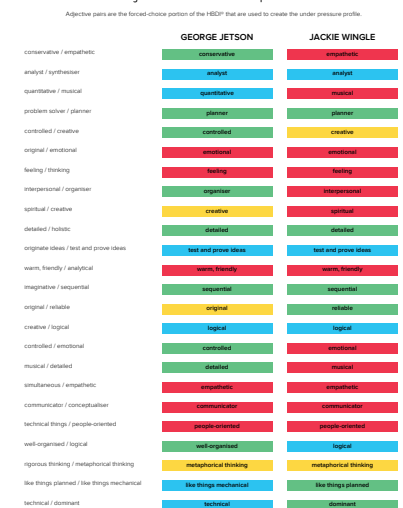 Adjective pairs are the forced-choice portion of the HBDI® that are used to create the under pressure profile.
GEORGE JETSON JACKIE WINGLE
conservative / empathetic conservative empathetic
analyst / synthesiser analyst analyst
quantitative / musical quantitative musical
problem solver / planner planner planner
controlled / creative controlled creative
original / emotional emotional emotional
feeling / thinking feeling feeling
interpersonal / organiser organiser interpersonal
spiritual / creative creative spiritual
detailed / holistic detailed detailed
originate ideas / test and prove ideas test and prove ideas test and prove ideas
warm, friendly / analytical warm, friendly warm, friendly
imaginative / sequential sequential sequential
original / reliable original reliable
creative / logical logical logical
controlled / emotional controlled emotional
musical / detailed detailed musical
simultaneous / empathetic empathetic empathetic
communicator / conceptualiser communicator communicator
technical things / people-oriented people-oriented people-oriented
well-organised / logical well-organised logical
rigorous thinking / metaphorical thinking metaphorical thinking metaphorical thinking
like things planned / like things mechanical like things mechanical like things planned
technical / dominant technical dominant